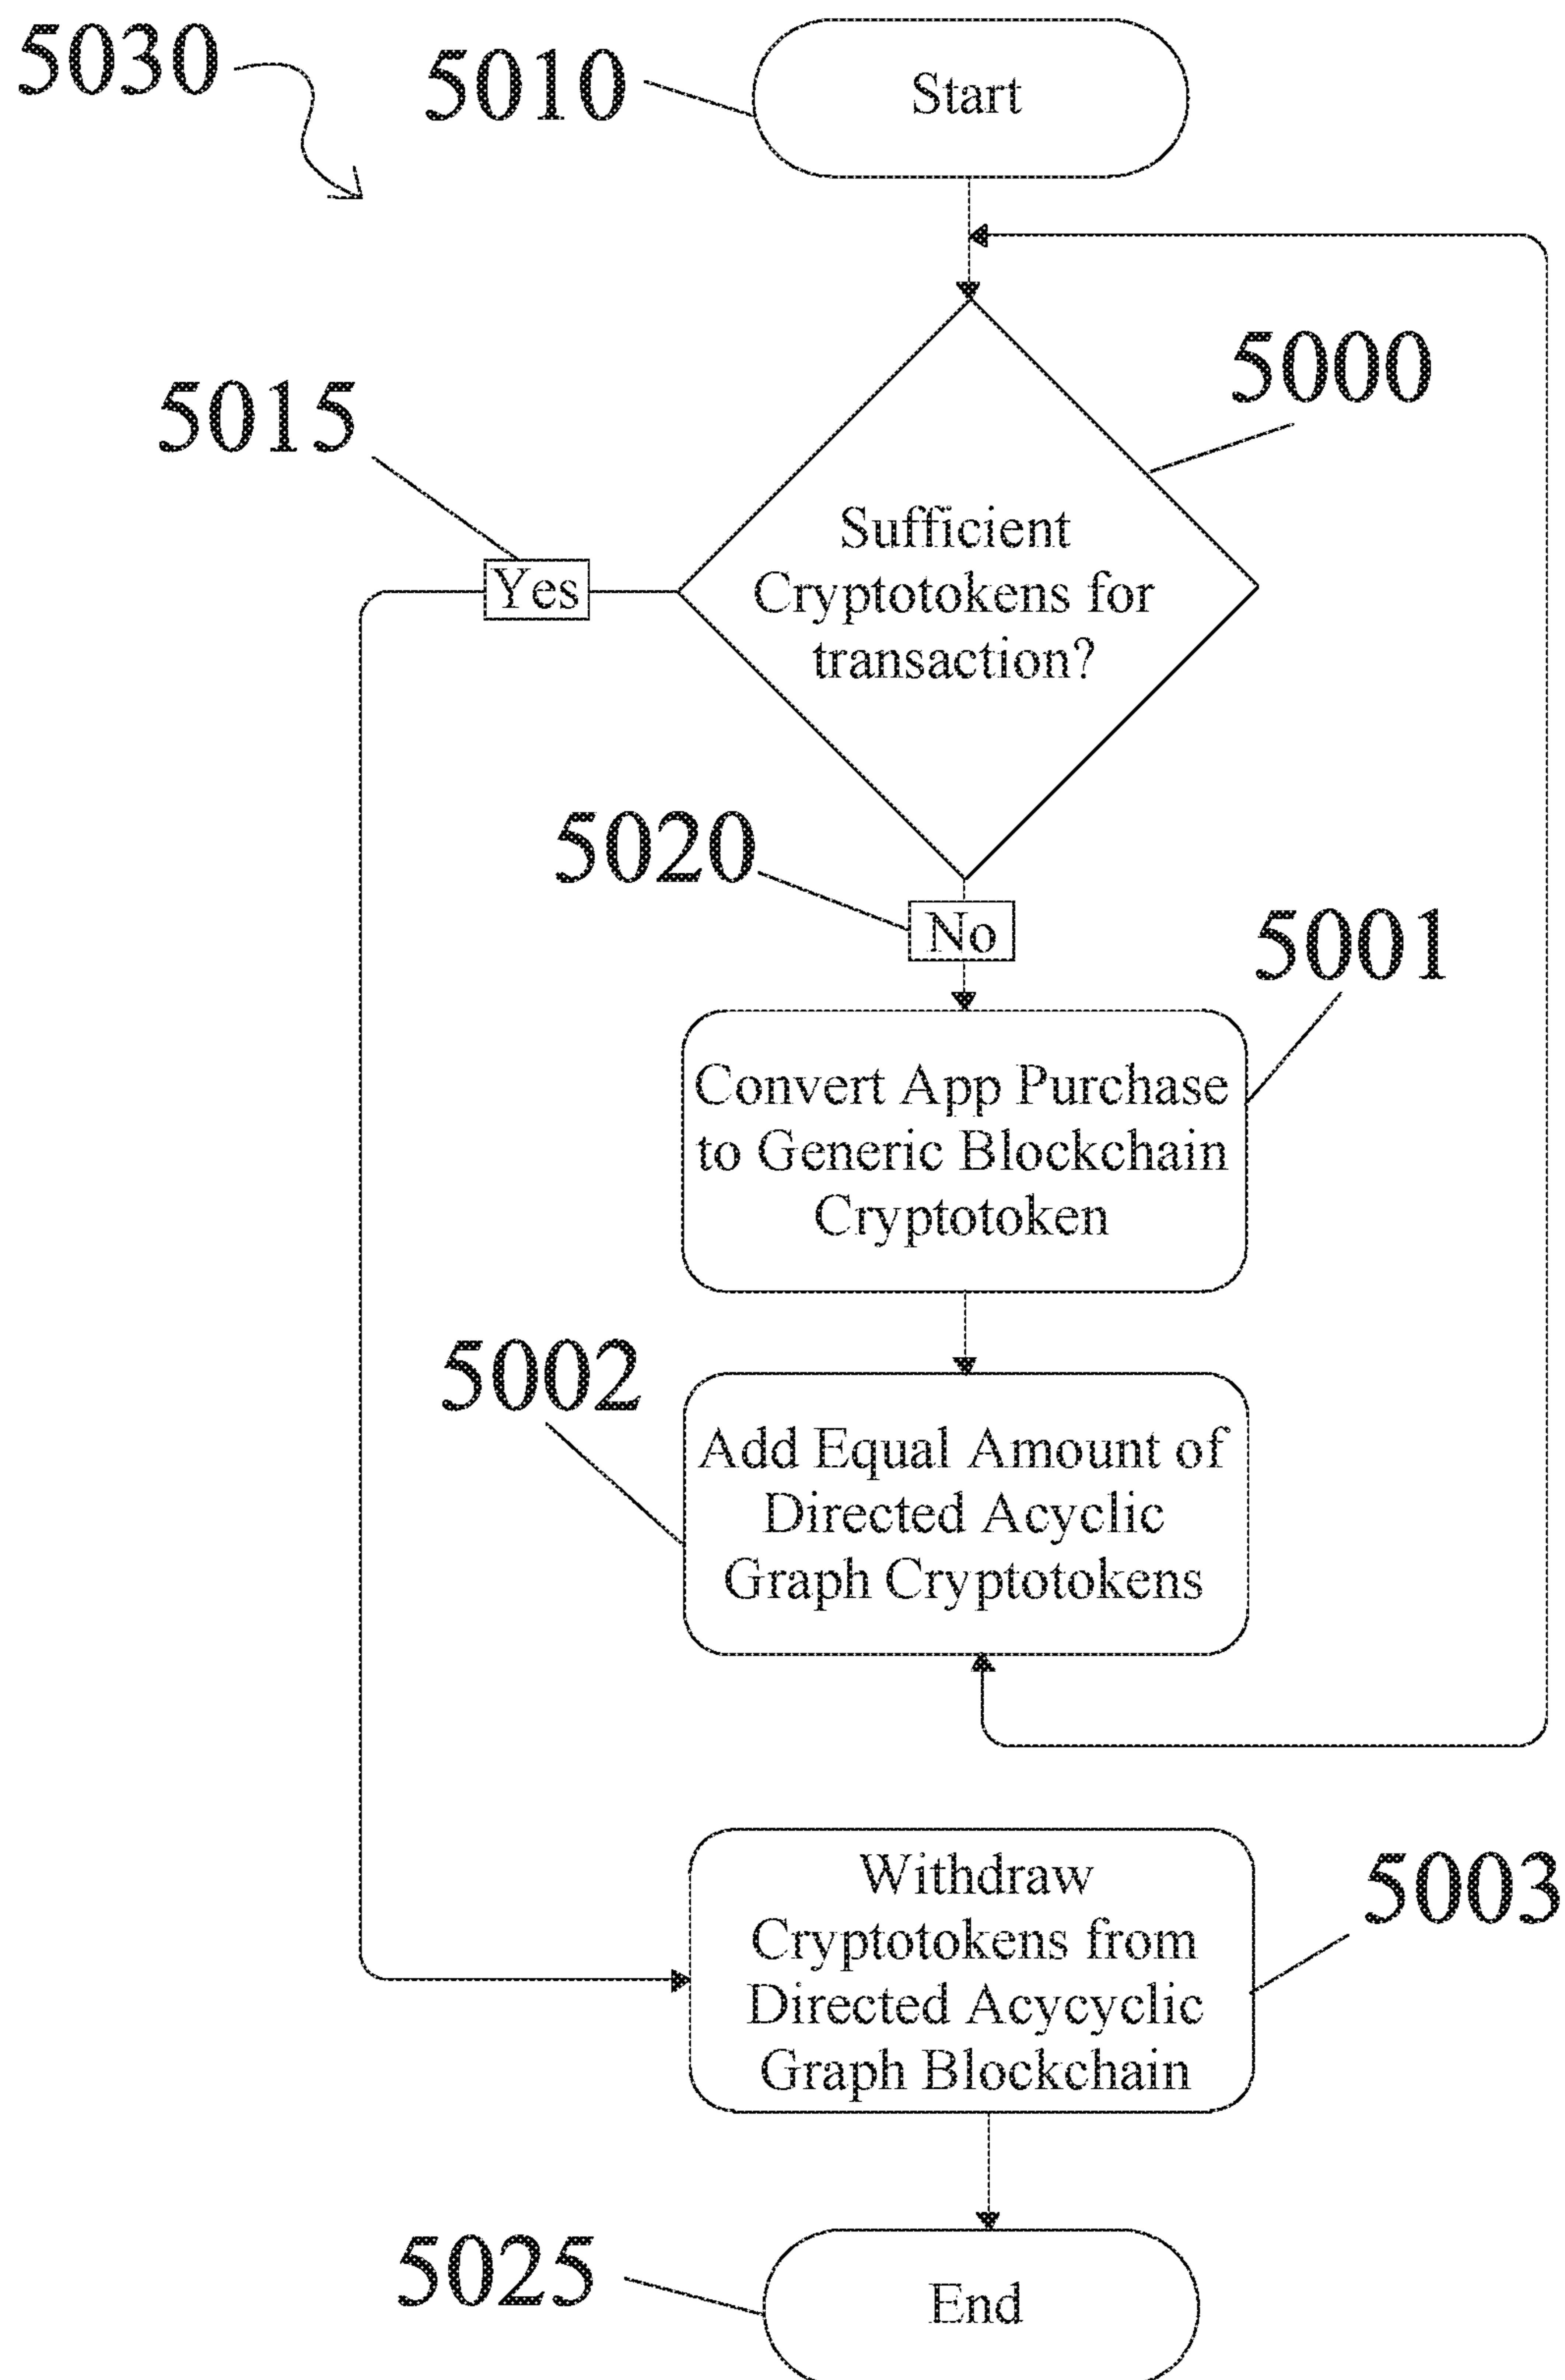 5030
5010
Start
5000
5015
Sufficient
Yes
Cryptotokens for
transaction?
5020
No
5001
Convert App Purchase
to Generic Blockchain
Cryptotoken
5002
Add Equal Amount of
Directed Acyclic
Graph Cryptotokens
Withdraw
5003
Cryptotokens from
Directed Acycyclic
Graph Blockchain
5025
End